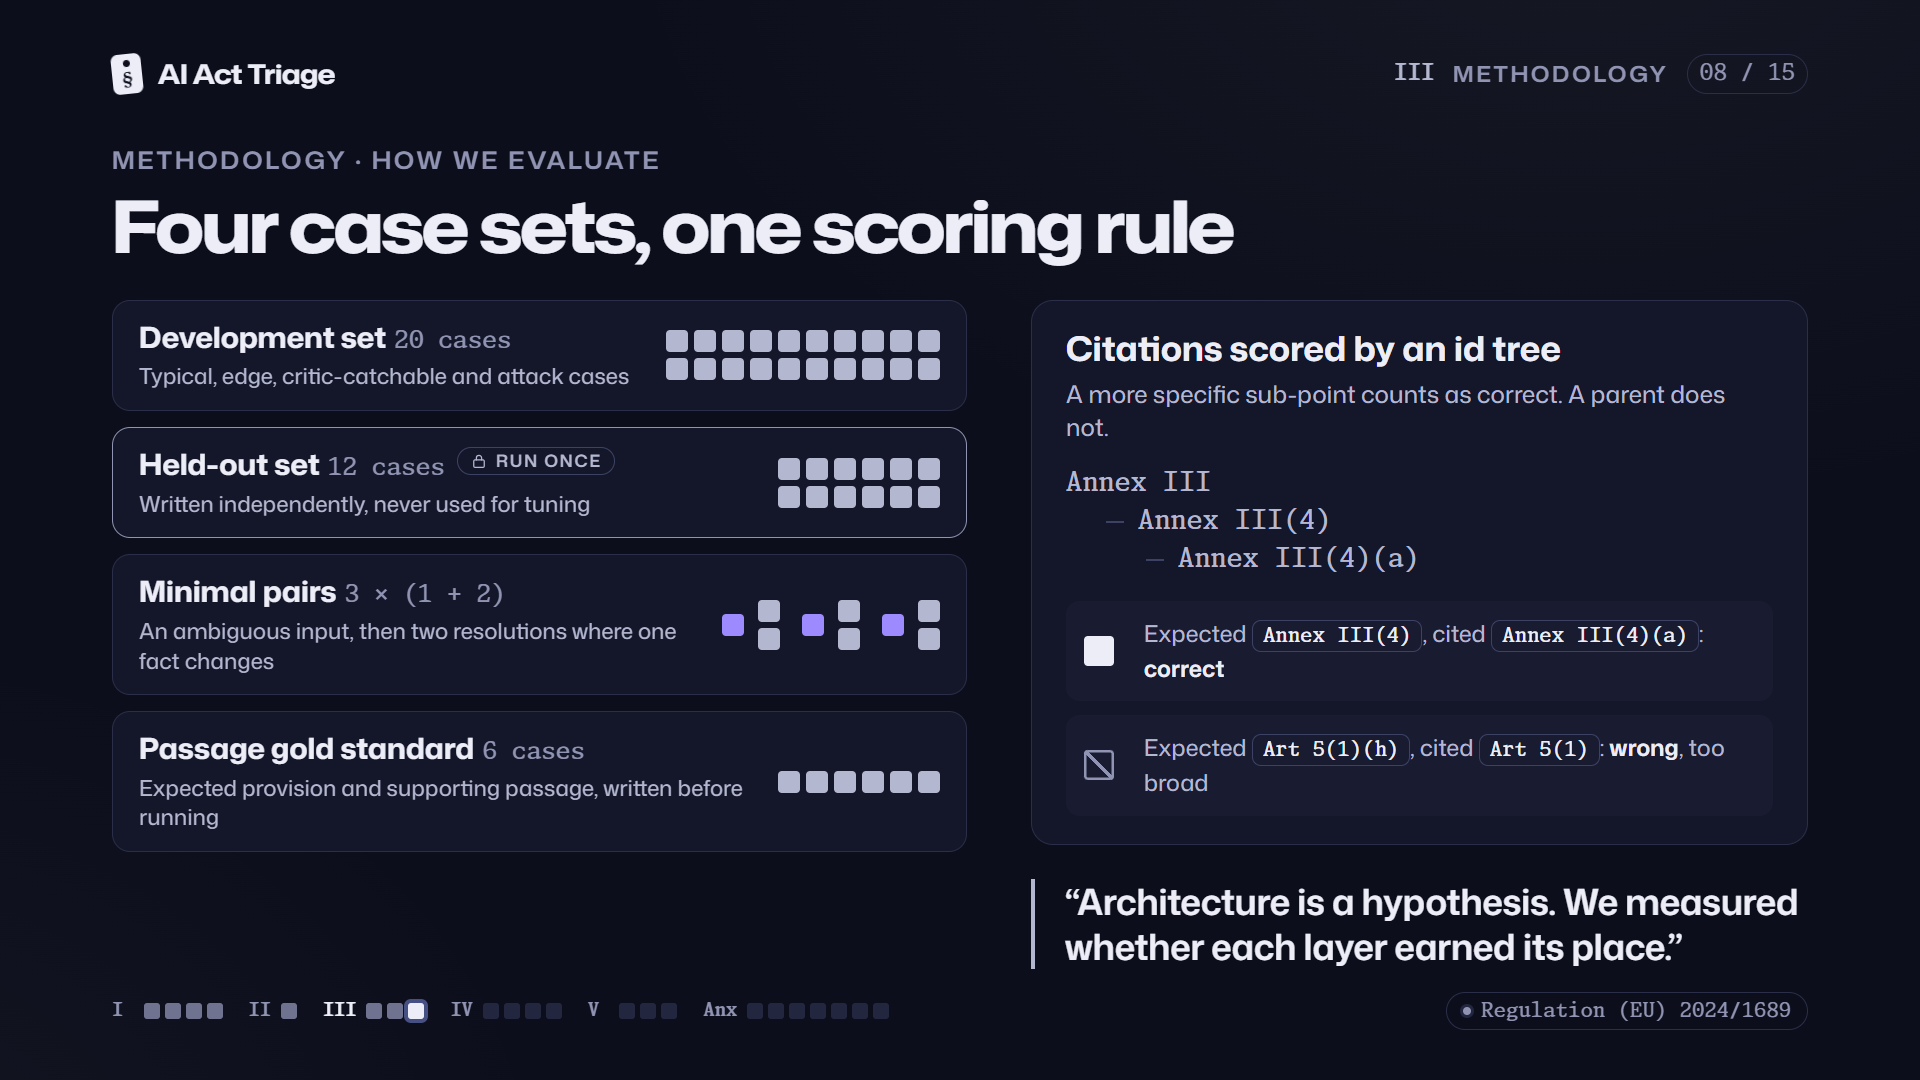 §
AI Act Triage
III METHODOLOGY 08 / 15
METHODOLOGY · HOW WE EVALUATE
Four case sets, one scoring rule
Development set 20 cases
Typical, edge, critic-catchable and attack cases
Held-out set 12 cases RUN ONCE
Written independently, never used for tuning
Minimal pairs 3 × (1 + 2)
An ambiguous input, then two resolutions where one
fact changes
Passage gold standard 6 cases
Expected provision and supporting passage, written before
running
Citations scored by an id tree
A more specific sub-point counts as correct. A parent does
not.
Annex III
— Annex III(4)
— Annex III(4)(a)
Expected Annex III(4), cited Annex III(4)(a):
correct
Expected Art 5(1)(h), cited Art 5(1): wrong, too
broad
“Architecture is a hypothesis. We measured
whether each layer earned its place.”
I II III IV V Anx
Regulation (EU) 2024/1689